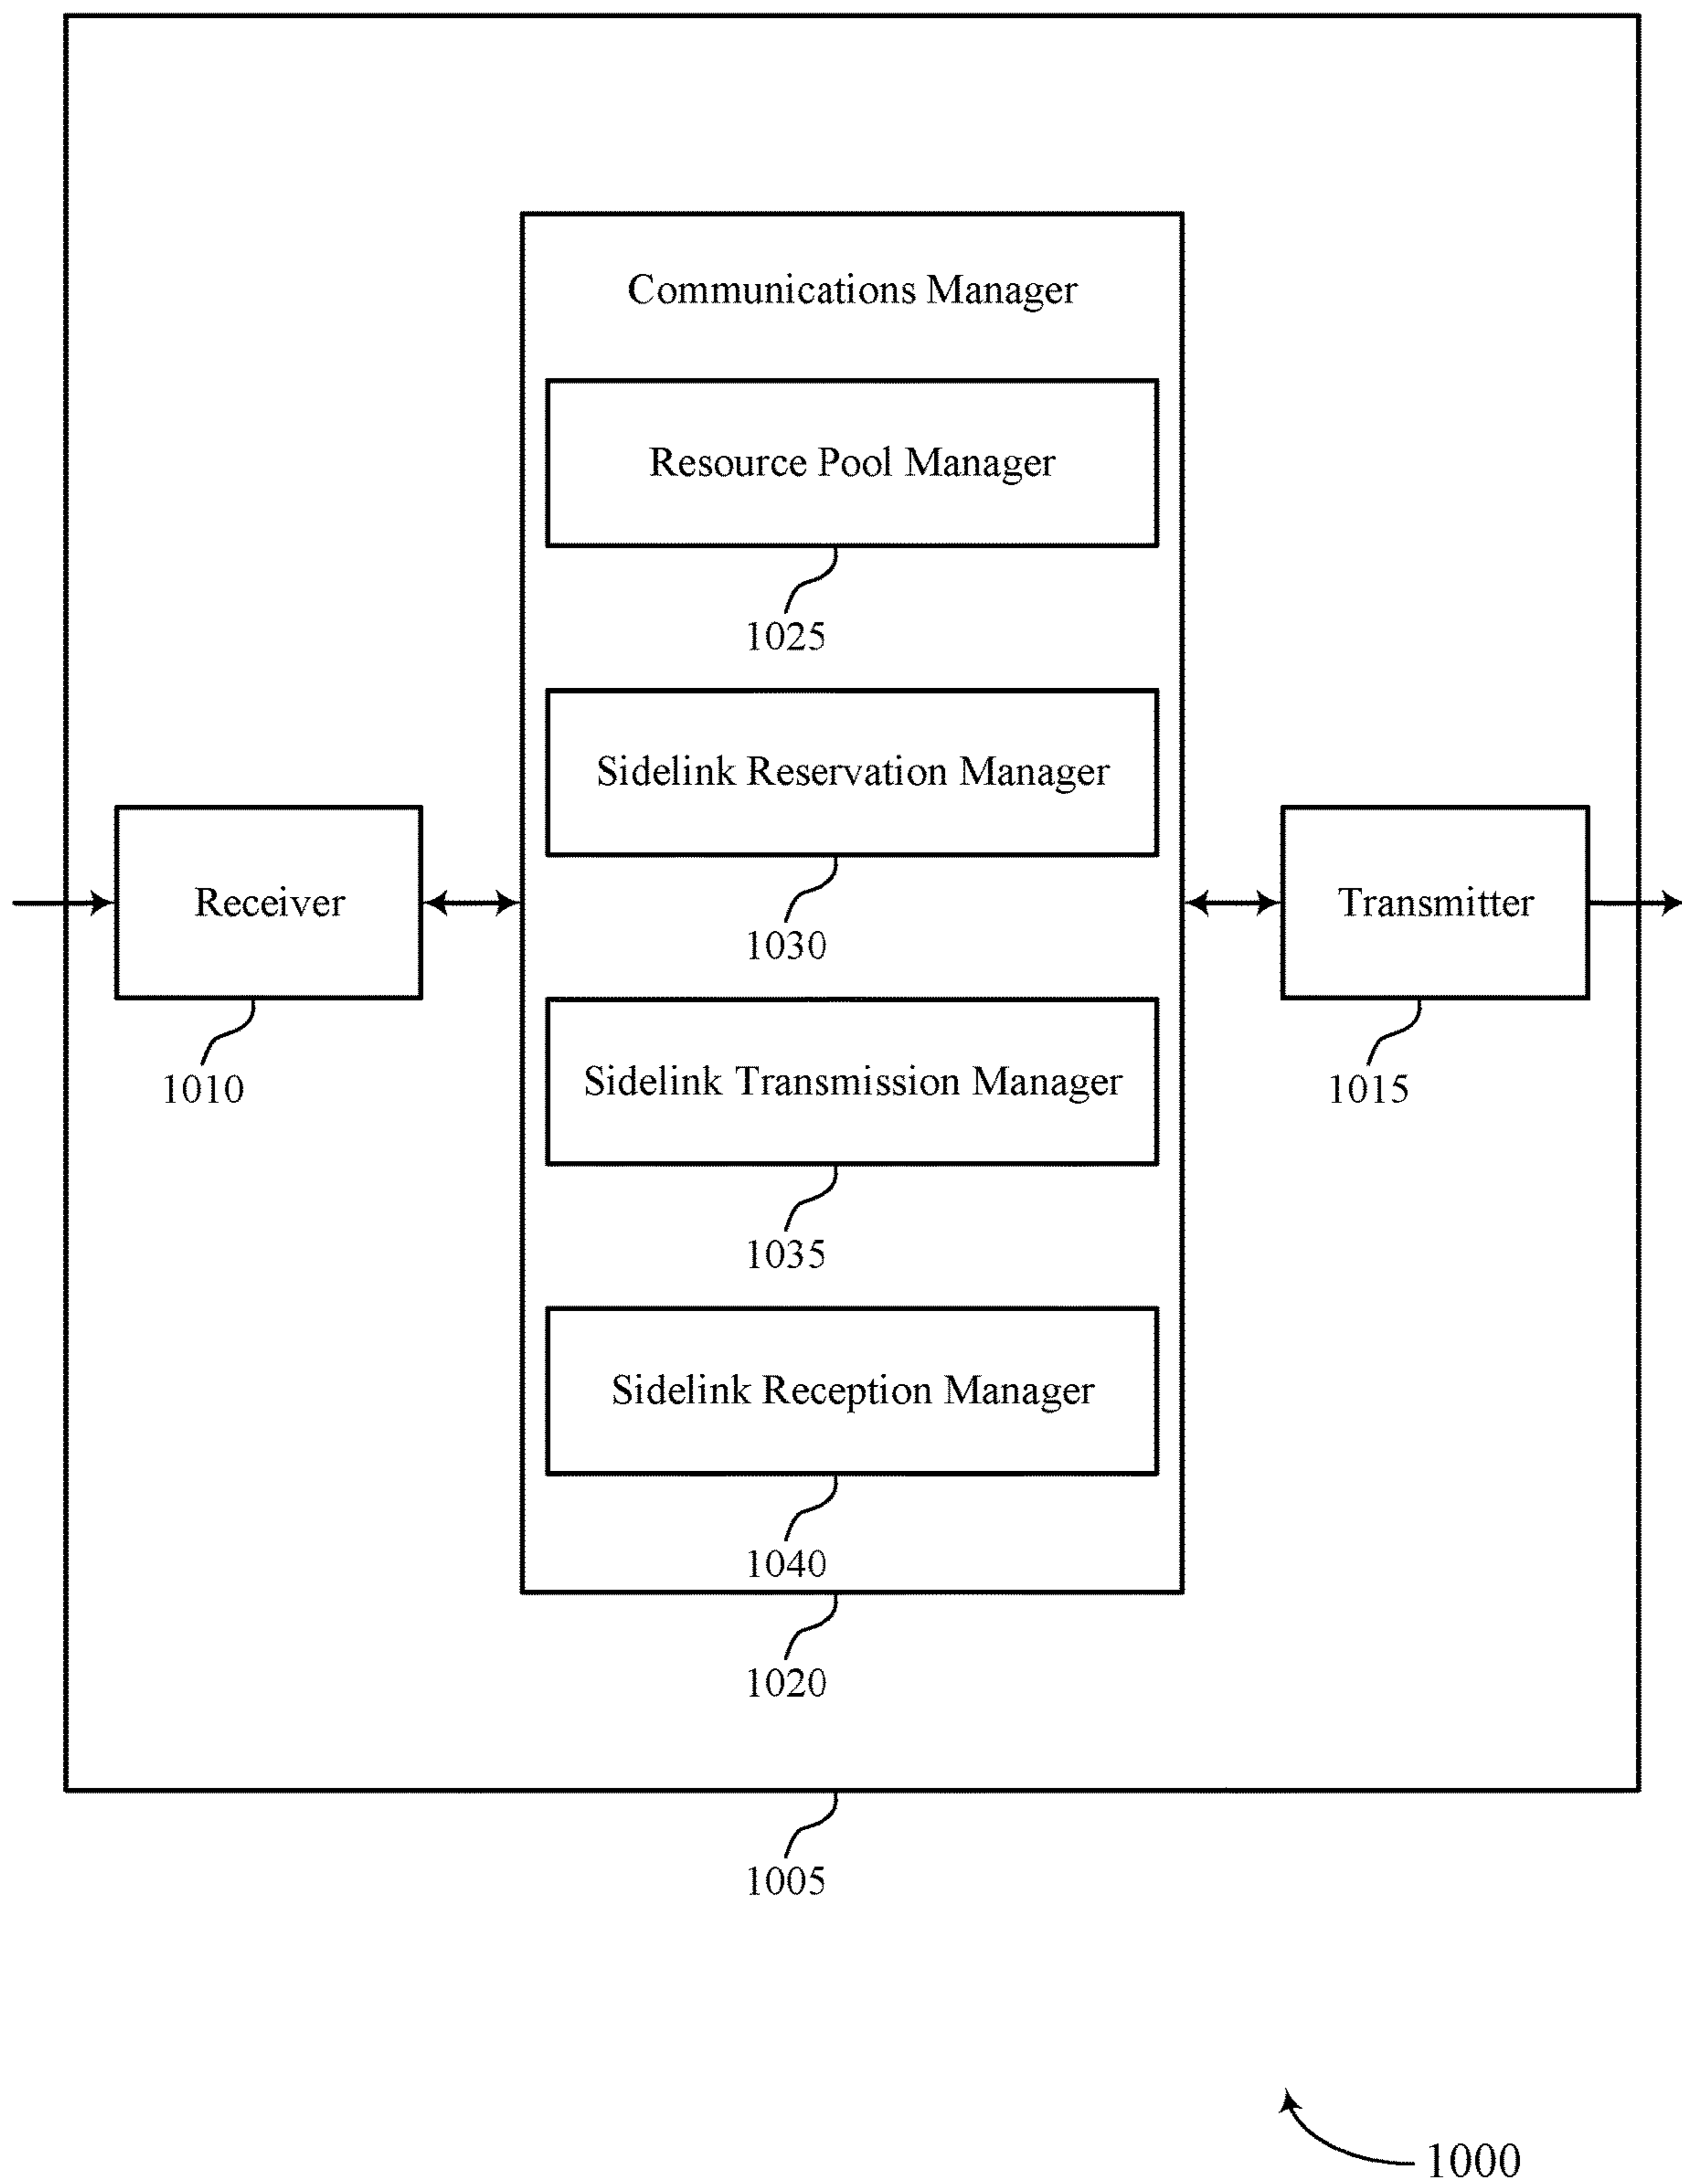 Communications Manager
Resource Pool Manager
1025
Sidelink Reservation Manager
1030
Receiver
1010
Transmitter
1015
Sidelink Transmission Manager
1035
Sidelink Reception Manager
1040
1020
1005
1000